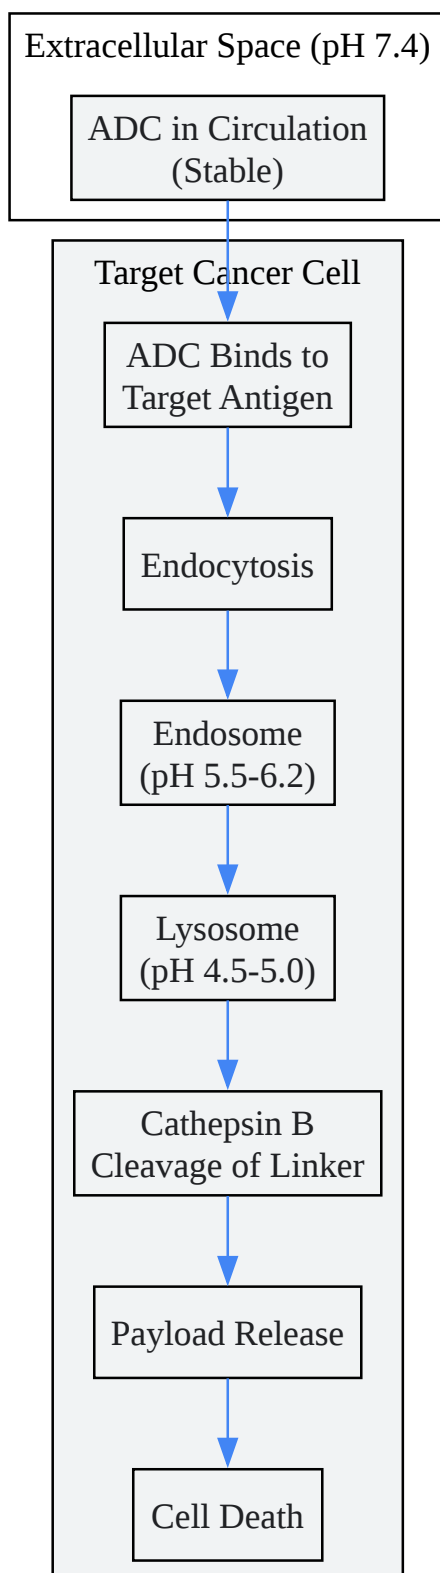 Extracellular Space (pH 7.4)
ADC in Circulation
(Stable)
Target Cancer Cell
ADC Binds to
Target Antigen
Endocytosis
Endosome
(pH 5.5-6.2)
Lysosome
(pH 4.5-5.0)
Cathepsin B
Cleavage of Linker
Payload Release
Cell Death